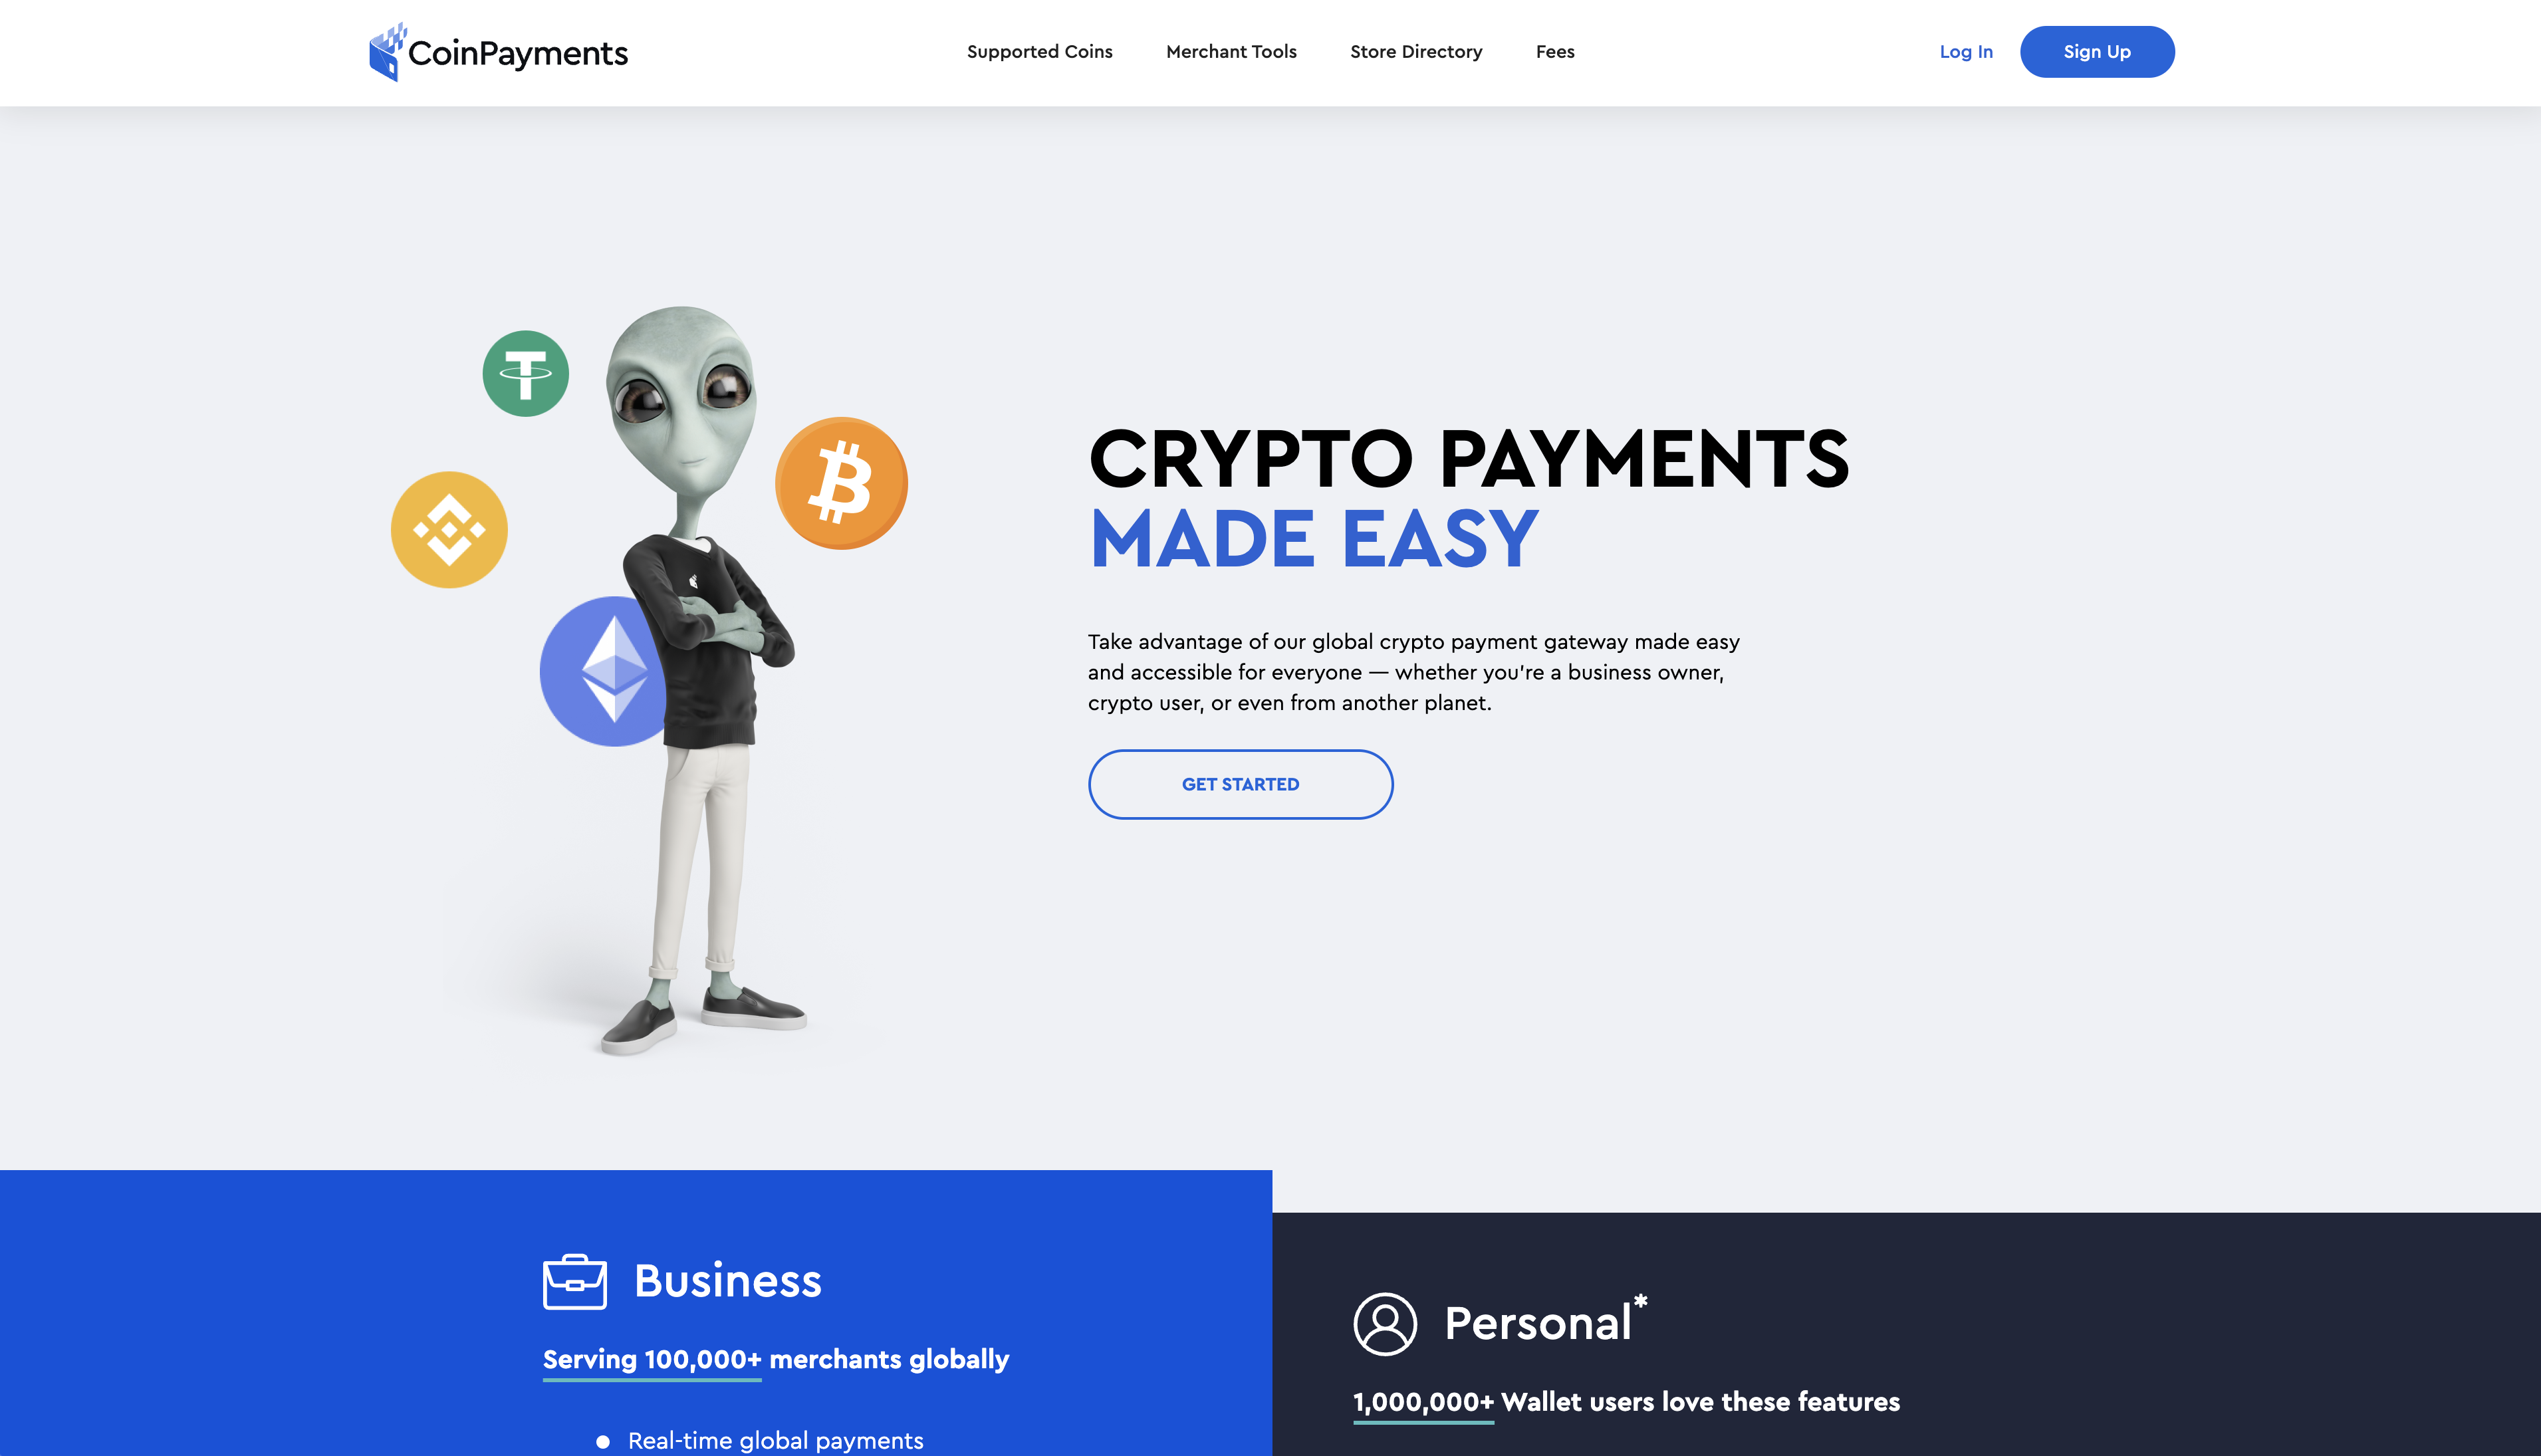 CoinPayments
Supported Coins
Merchant Tools
Store Directory
Fees
Log In
Sign Up
CRYPTO PAYMENTS
MADE EASY
Take advantage of our global crypto payment gateway made easy
and accessible for everyone — whether you're a business owner,
crypto user, or even from another planet.
GET STARTED
Business
Serving 100,000+ merchants globally
Real-time global payments
Personal*
1,000,000+ Wallet users love these features